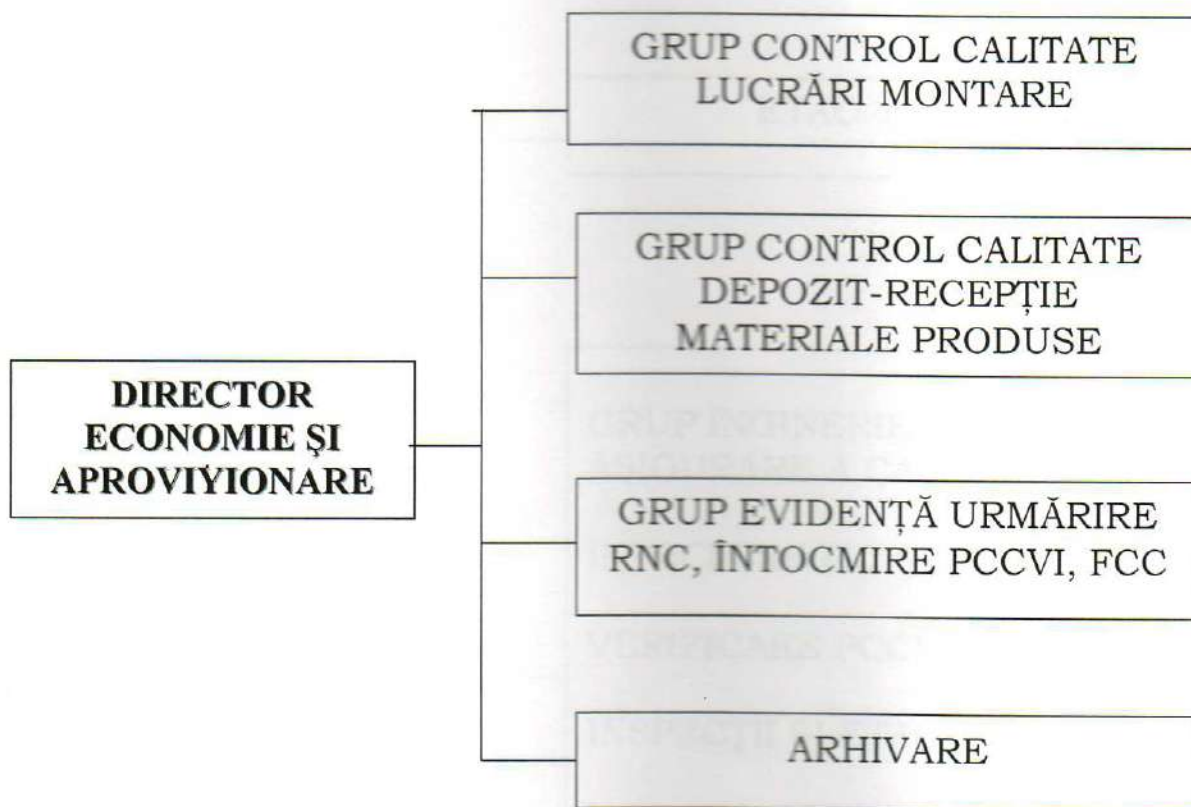 GRUP CONTROL CALITATE
LUCRĂRI MONTARE
GRUP CONTROL CALITATE
DEPOZIT-RECEPȚIE
MATERIALE PRODUSE
DIRECTOR
ECONOMIE ȘI
APROVIYIONARE
GRUP EVIDENȚĂ URMĂRIRE
RNC, ÎNTOCMIRE PCCVI, FCC
ARHIVARE